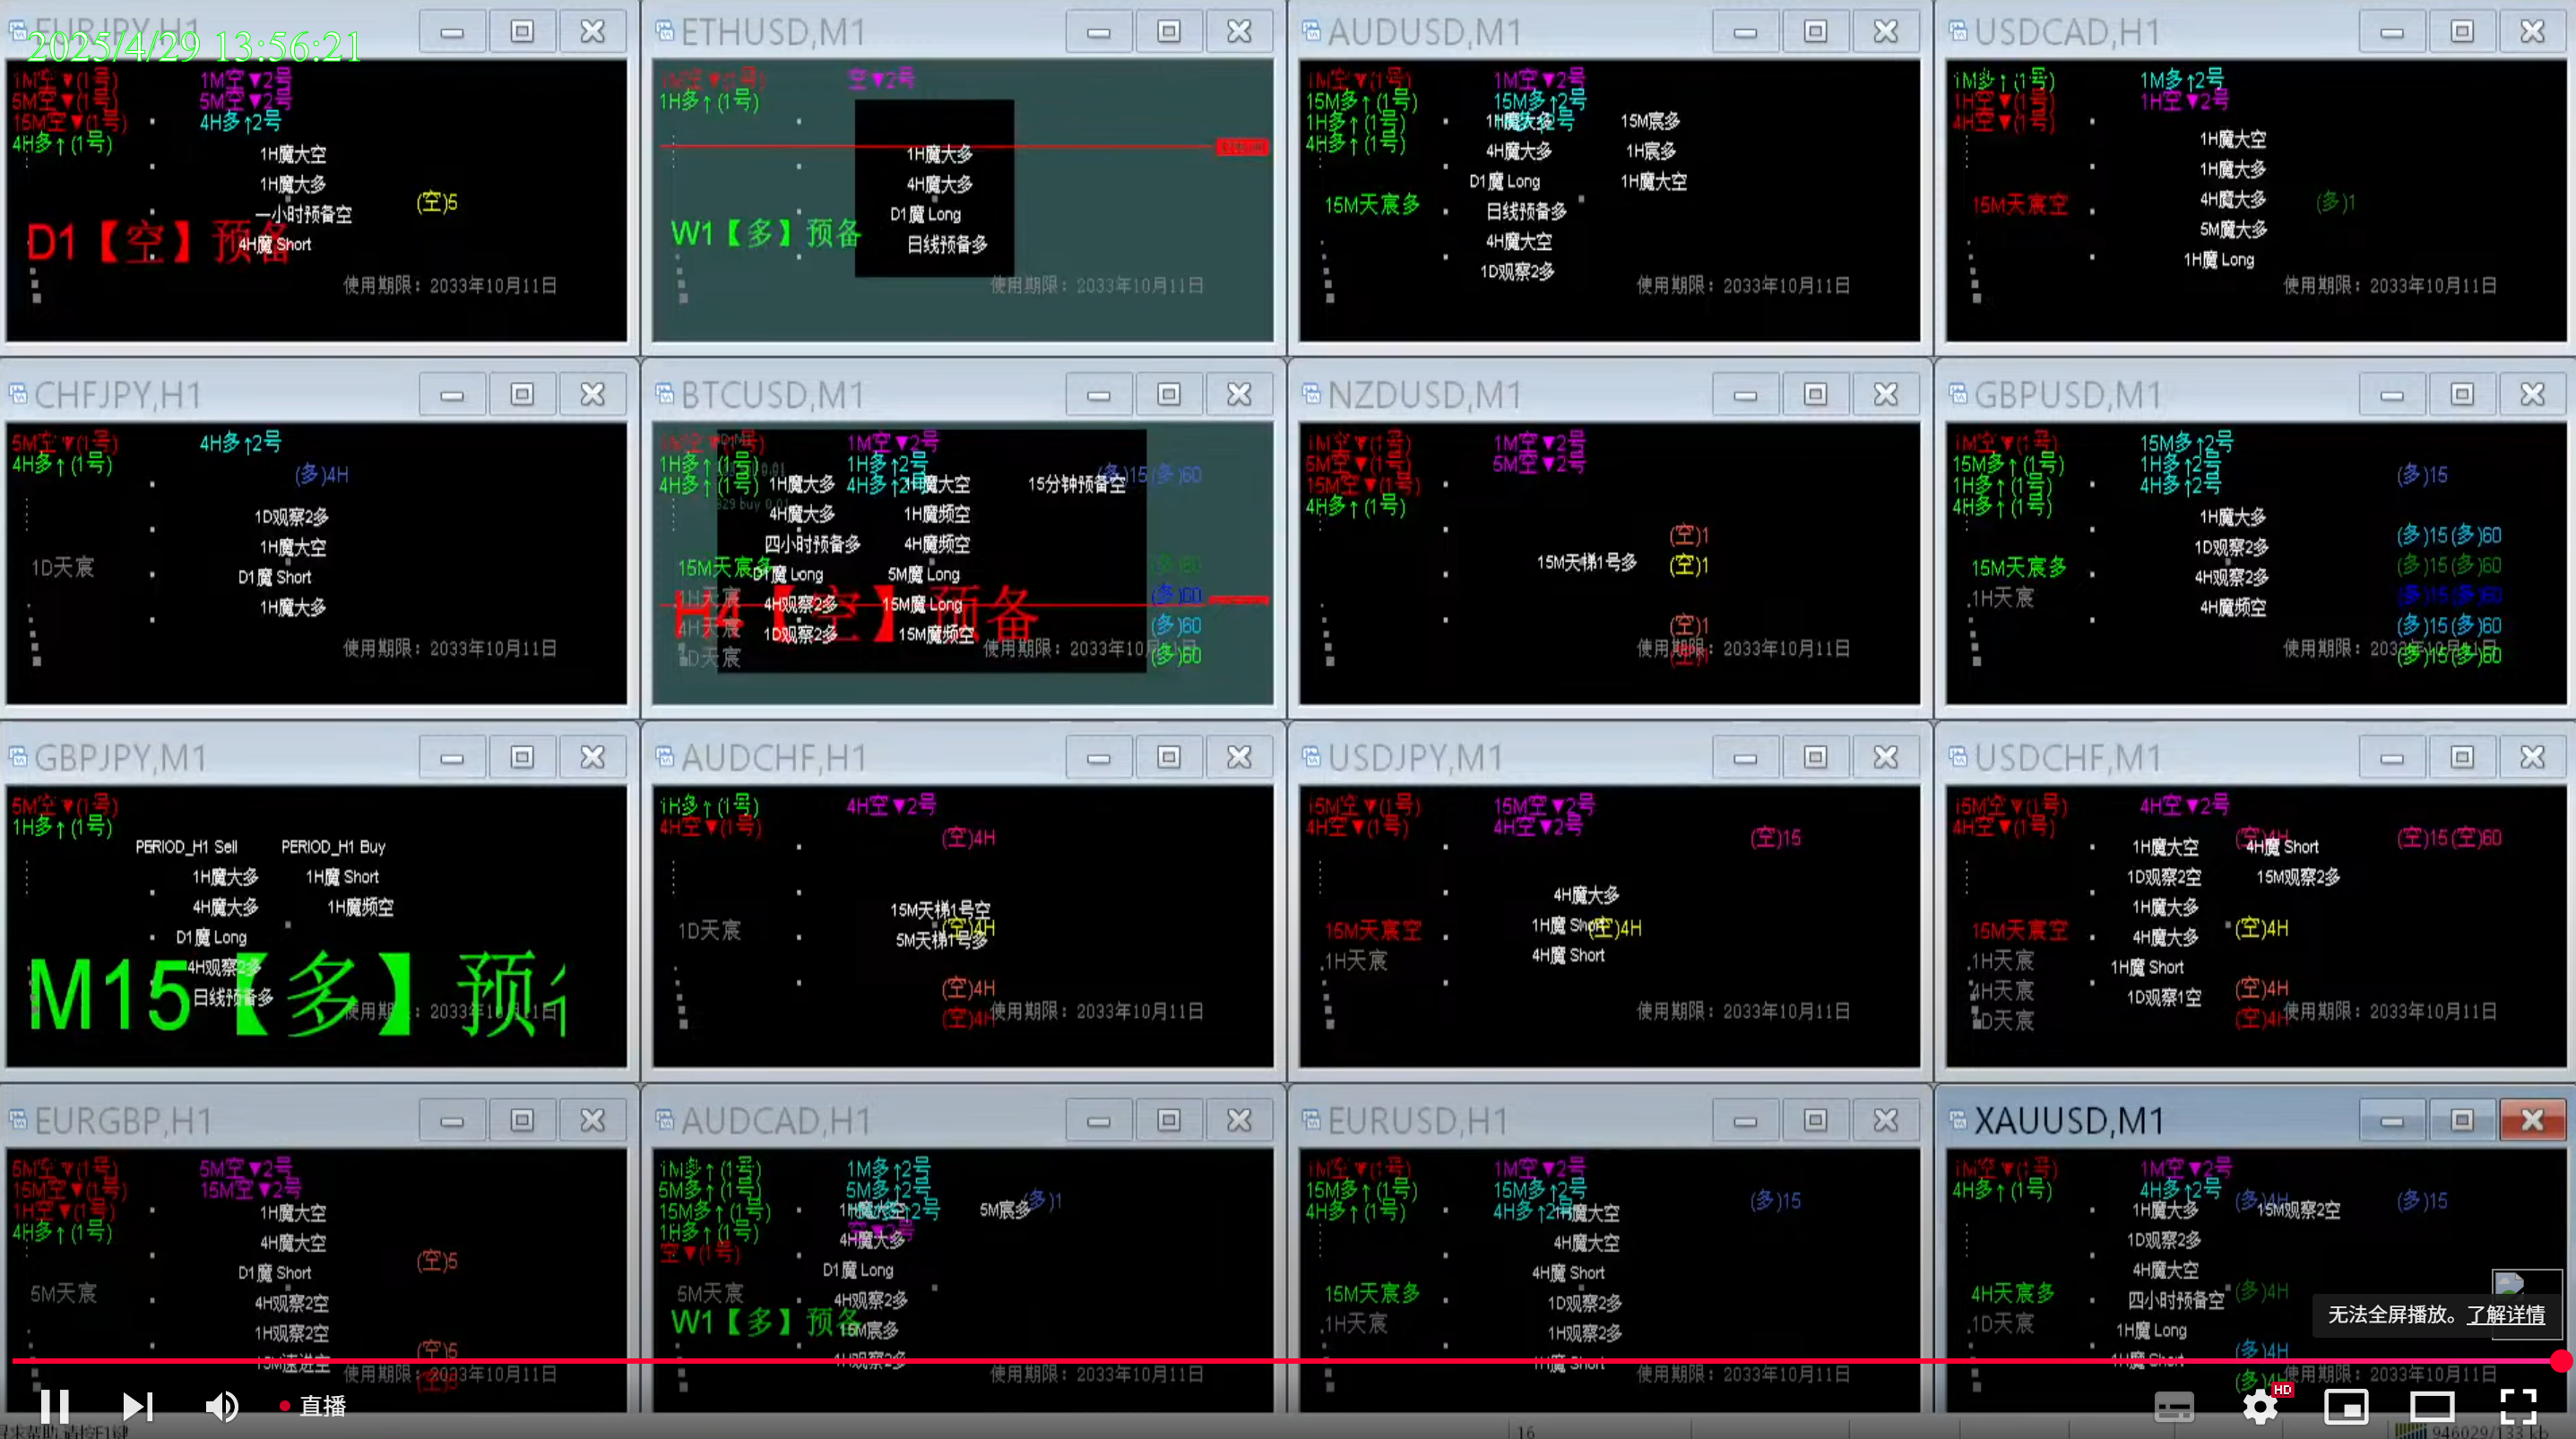 EURJPY,H1
2025/4/29 13:56:21
1M空▼(1号) 1M空▼2号
5M空▼(1号) 5M空▼2号
15M空▼(1号) 4H多↑2号
4H多↑(1号)
1H魔大空
1H魔大多
(空)5
一小时预备空
D1【空】预备
4H魔 Short
使用期限：2033年10月11日
ETHUSD,M1
1M空▼(1号) 空▼2号
1H多↑(1号)
1H魔大多
4H魔大多
D1魔 Long
W1【多】预备
日线预备多
使用期限：2033年10月11日
AUDUSD,M1
1M空▼(1号) 1M空▼2号
15M多↑(1号) 15M多↑2号
1H多↑(1号) 1H魔大多 15M宸多
4H多↑(1号) 4H魔大多 1H宸多
D1魔 Long 1H魔大空
15M天宸多 日线预备多
4H魔大空
1D观察2多
使用期限：2033年10月11日
USDCAD,H1
1M多↑(1号) 1M多↑2号
1H空▼(1号) 1H空▼2号
4H空▼(1号)
1H魔大空
1H魔大多
15M天宸空 4H魔大多 (多)1
5M魔大多
1H魔 Long
使用期限：2033年10月11日
CHFJPY,H1
5M空▼(1号) 4H多↑2号
4H多↑(1号) (多)4H
1D观察2多
1H魔大空
1D天宸
D1魔 Short
1H魔大多
使用期限：2033年10月11日
BTCUSD,M1
1M空▼(1号) 1M空▼2号
1H多↑(1号) 1H多↑2号 (多)15(多)60
4H多↑(1号) 1H魔大多 4H多↑2号 魔大空 15分钟预备空
4H魔大多 1H魔频空
四小时预备多 4H魔频空
15M天宸多 D1魔 Long 5M魔 Long (多)60
1H天宸 4H观察2多 15M魔 Long (多)60
H4【空】预备
4H天宸 1D观察2多 15M魔频空 (多)60
1D天宸 (多)60
使用期限：2033年10月11日
NZDUSD,M1
1M空▼(1号) 1M空▼2号
5M空▼(1号) 5M空▼2号
15M空▼(1号)
4H多↑(1号)
(空)1
15M天梯1号多 (空)1
(空)1
使用期限：2033年10月11日
GBPUSD,M1
1M空▼(1号) 15M多↑2号
15M多↑(1号) 1H多↑2号 (多)15
1H多↑(1号) 4H多↑2号
4H多↑(1号)
1H魔大多 (多)15(多)60
1D观察2多
15M天宸多 (多)15(多)60
4H观察2多
1H天宸 (多)15(多)60
4H魔频空
(多)15(多)60
使用期限：2033年10月11日
(多)15(多)60
GBPJPY,M1
5M空▼(1号)
1H多↑(1号)
PERIOD_H1 Sell PERIOD_H1 Buy
1H魔大多 1H魔 Short
4H魔大多 1H魔频空
D1魔 Long
4H观察2多
M15【多】预
日线预备多
使用期限：2033年10月11日
AUDCHF,H1
1H多↑(1号) 4H空▼2号
4H空▼(1号) (空)4H
15M天梯1号空
1D天宸 (空)4H
5M天梯1号多
(空)4H
(空)4H
使用期限：2033年10月11日
USDJPY,M1
15M空▼(1号) 15M空▼2号
4H空▼(1号) 4H空▼2号 (空)15
4H魔大多
15M天宸空 1H魔 Short (空)4H
1H天宸 4H魔 Short
使用期限：2033年10月11日
USDCHF,M1
15M空▼(1号) 4H空▼2号
4H空▼(1号) (空)4H (空)15(空)60
1H魔大空 4H魔 Short
1D观察2空 15M观察2多
1H魔大多
15M天宸空 4H魔大多 (空)4H
1H天宸 1H魔 Short
4H天宸 1D观察1空 (空)4H
1D天宸 (空)4H
使用期限：2033年10月11日
EURGBP,H1
5M空▼(1号) 5M空▼2号
15M空▼(1号) 15M空▼2号
1H空▼(1号) 1H魔大空
4H多↑(1号) 4H魔大空
(空)5
D1魔 Short
5M天宸 4H观察2空
1H观察2空
(空)5
15M速进空
使用期限：2033年10月11日
AUDCAD,H1
1M多↑(1号) 1M多↑2号
5M多↑(1号) 5M多↑2号 (多)1
15M多↑(1号) 1H魔大空 5M宸多
1H多↑(1号) 空▼2号
空▼(1号) 4H魔大多
D1魔 Long
5M天宸 4H观察2多
W1【多】预备
15M宸多
1H观察2多
使用期限：2033年10月11日
EURUSD,H1
1M空▼(1号) 1M空▼2号
15M多↑(1号) 15M多↑2号 (多)15
4H多↑(1号) 4H多↑2号 1H魔大空
4H魔大空
4H魔 Short
15M天宸多 1D观察2多
1H天宸 1H观察2多
1H魔 Short
使用期限：2033年10月11日
XAUUSD,M1
1M空▼(1号) 1M空▼2号
4H多↑(1号) 4H多↑2号 (多)4H (多)15
1H魔大多 15M观察2空
1D观察2多
4H魔大空
4H天宸多 四小时预备空 (多)4H
1D天宸 1H魔 Long
(多)4H
1H魔 Short
(多)4H
使用期限：2033年10月11日
无法全屏播放。了解详情
直播
HD
寻求帮助,请按F1键
16
946029/133 kb